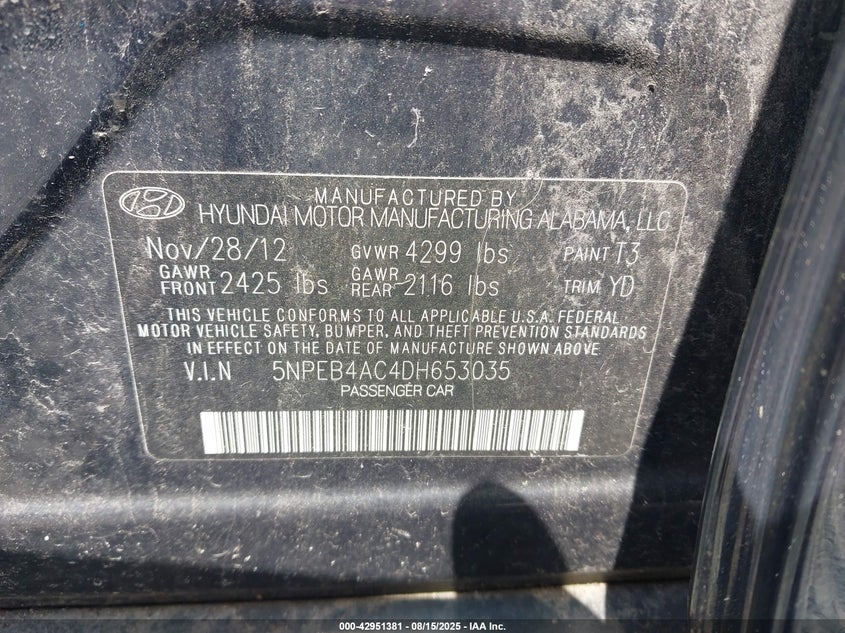 MANUFACTURED BY
HYUNDAI MOTOR MANUFACTURING ALABAMA, LLC
Nov/28/12 GVWR 4299 lbs PAINT T3
GAWR FRONT 2425 lbs GAWR REAR 2116 lbs TRIM YD
THIS VEHICLE CONFORMS TO ALL APPLICABLE U.S.A. FEDERAL
MOTOR VEHICLE SAFETY, BUMPER, AND THEFT PREVENTION STANDARDS
IN EFFECT ON THE DATE OF MANUFACTURE SHOWN ABOVE.
V.I.N 5NPEB4AC4DH653035
PASSENGER CAR
000-42951381 - 08/15/2025 - IAA Inc.